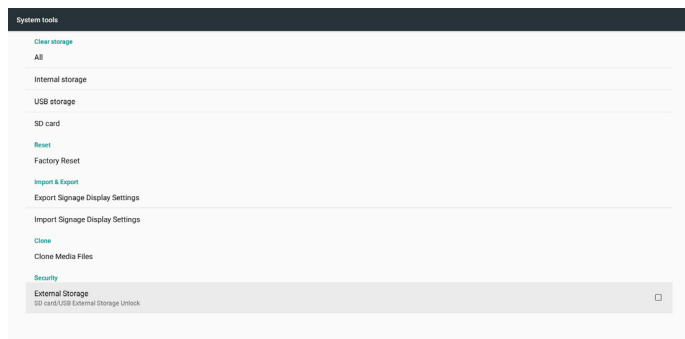 System tools
Clear storage
All
Internal storage
USB storage
SD card
Reset
Factory Reset
Import & Export
Export Signage Display Settings
Import Signage Display Settings
Clone
Clone Media Files
Security
External Storage
SD card/USB External Storage Unlock